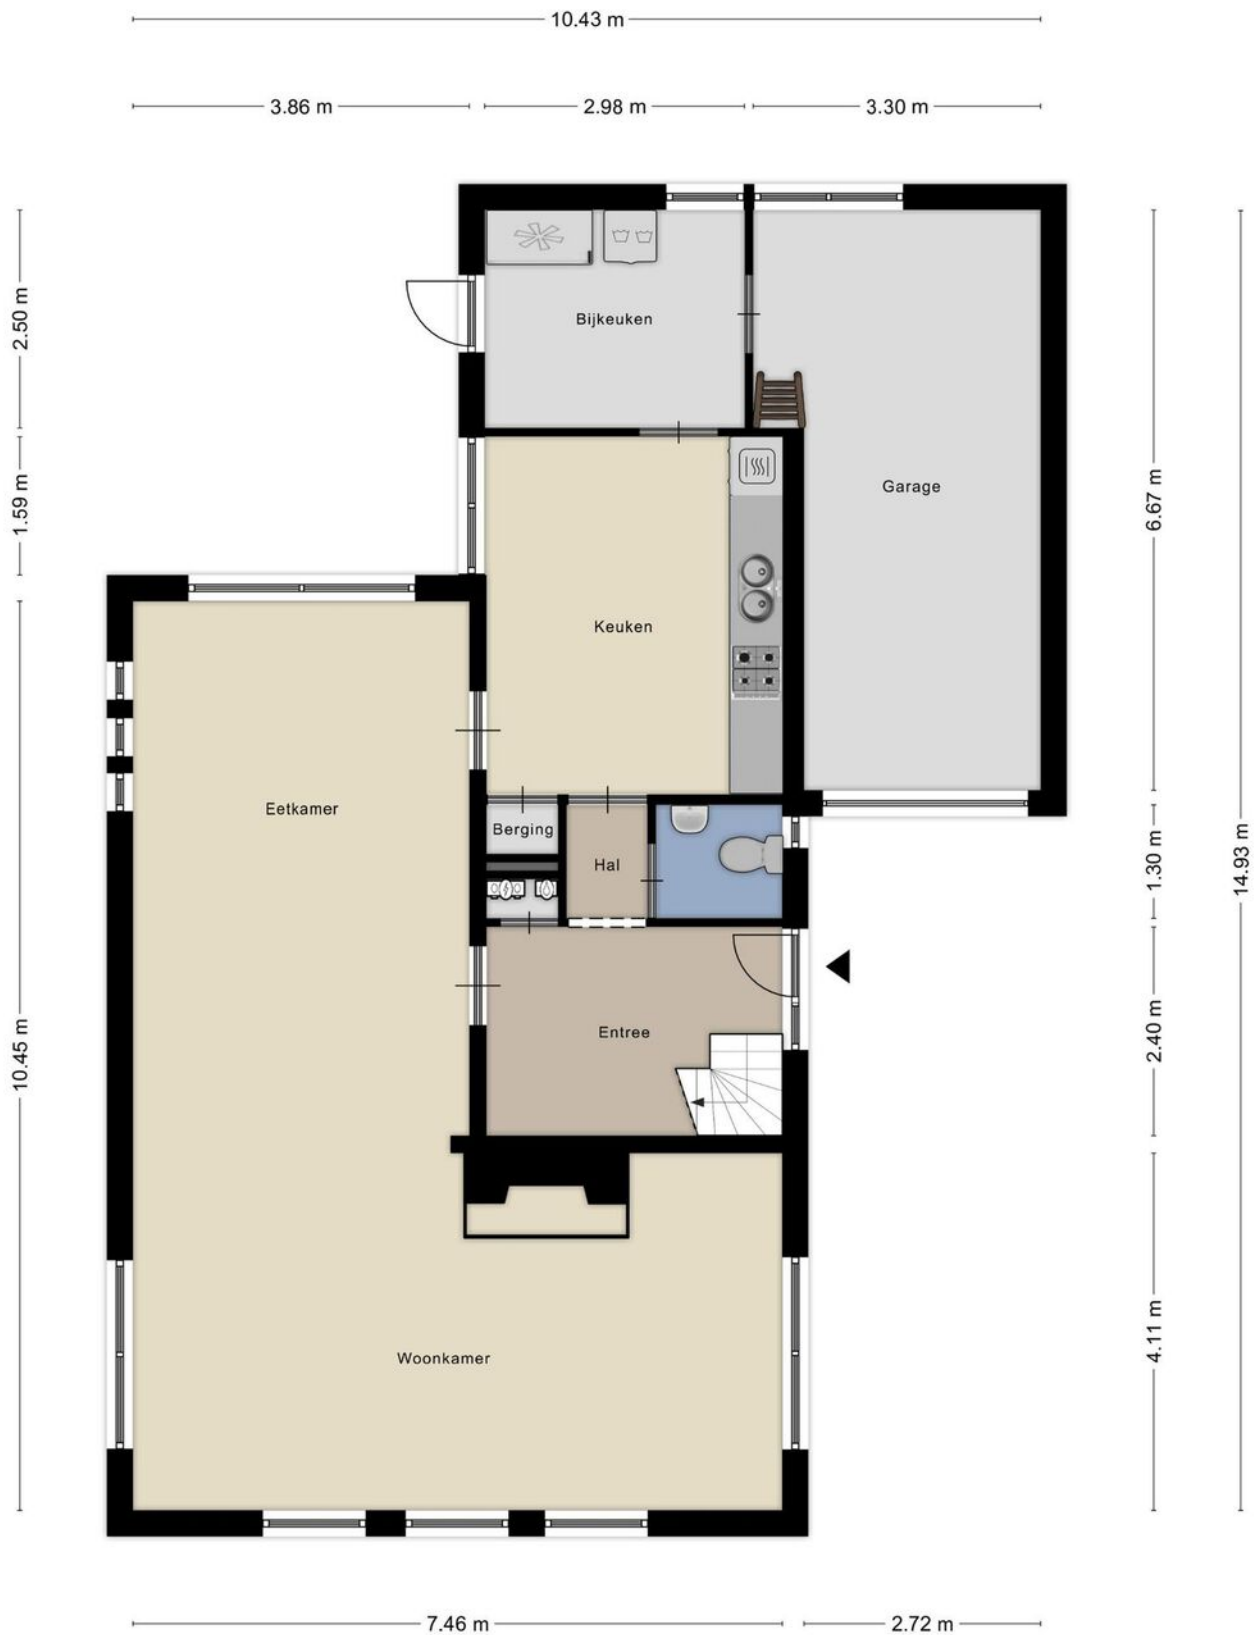 10.43 m
3.86 m
2.98 m
3.30 m
2.50 m
1.59 m
10.45 m
Bijkeuken
Garage
Keuken
Eetkamer
Berging
Hal
Entree
Woonkamer
6.67 m
1.30 m
2.40 m
4.11 m
14.93 m
7.46 m
2.72 m